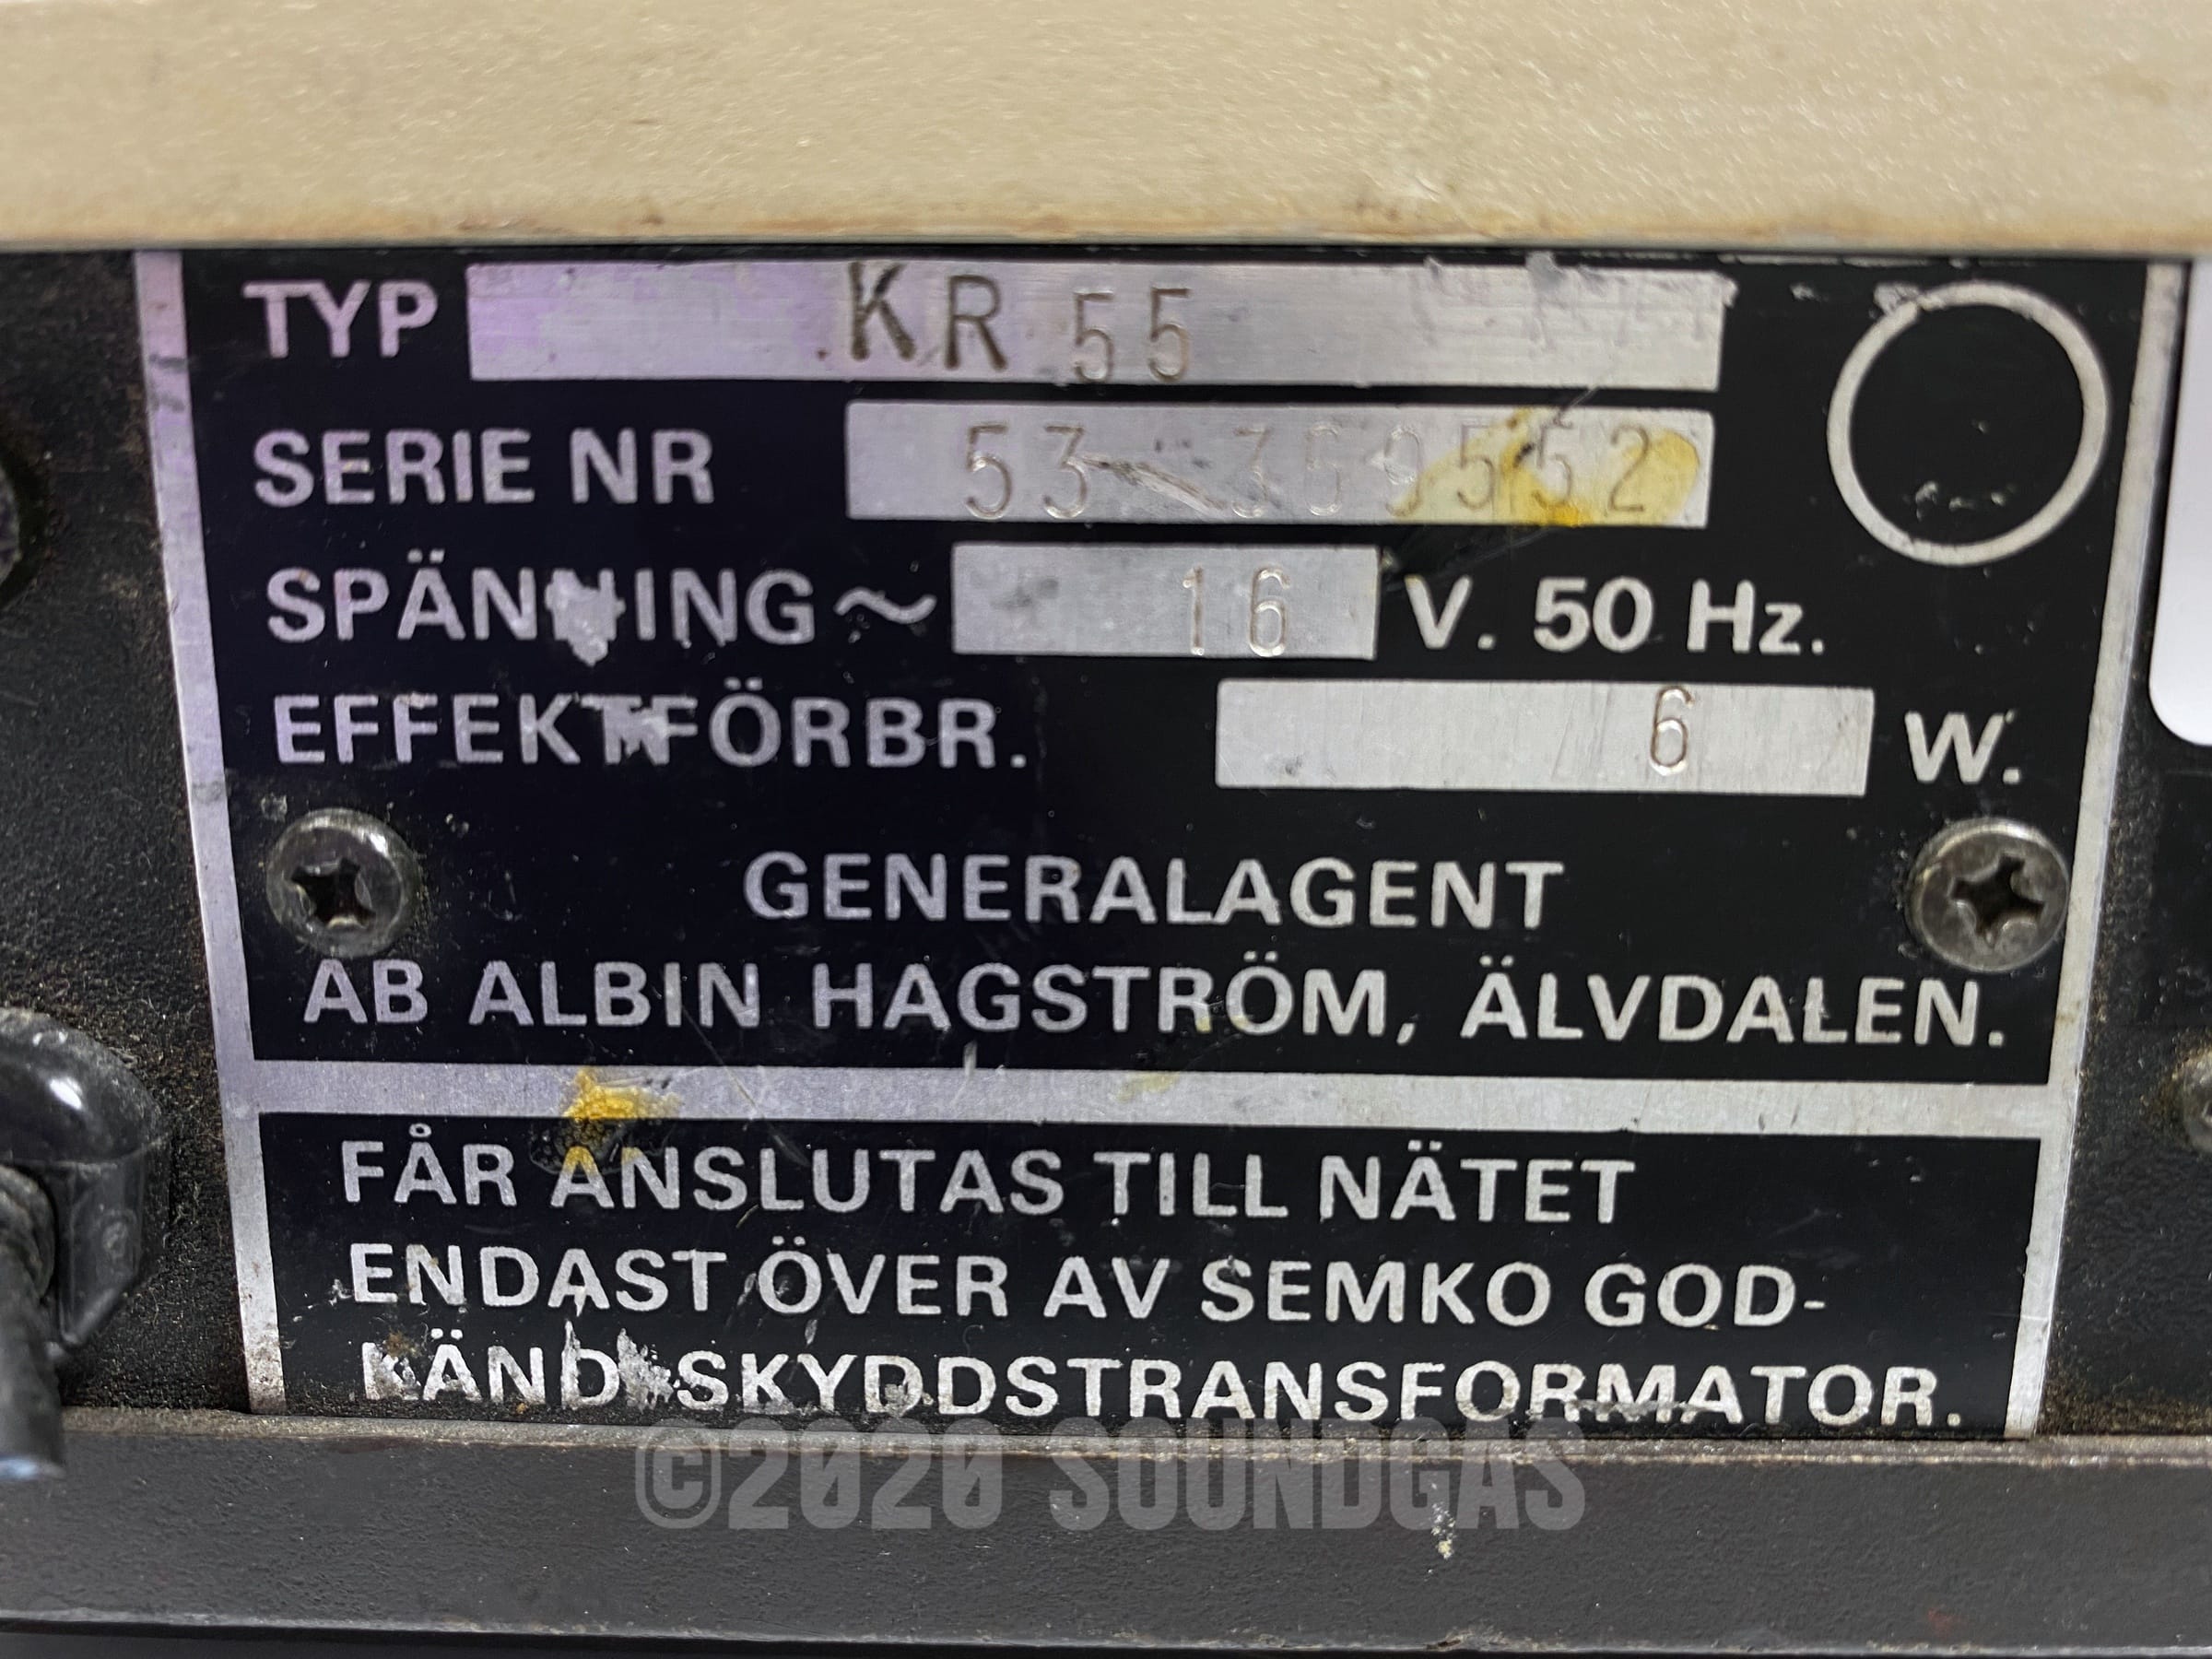 TYP KR 55
SERIE NR
SPÄNNING ~ 16 V. 50 Hz.
EFFEKTFÖRBR. 6 W.
GENERALAGENT
AB ALBIN HAGSTRÖM, ÄLVDALEN.
FÅR ANSLUTAS TILL NÄTET
ENDAST ÖVER AV SEMKO GOD-
KÄND SKYDDSTRANSFORMATOR.
©2020 SOUNDGAS